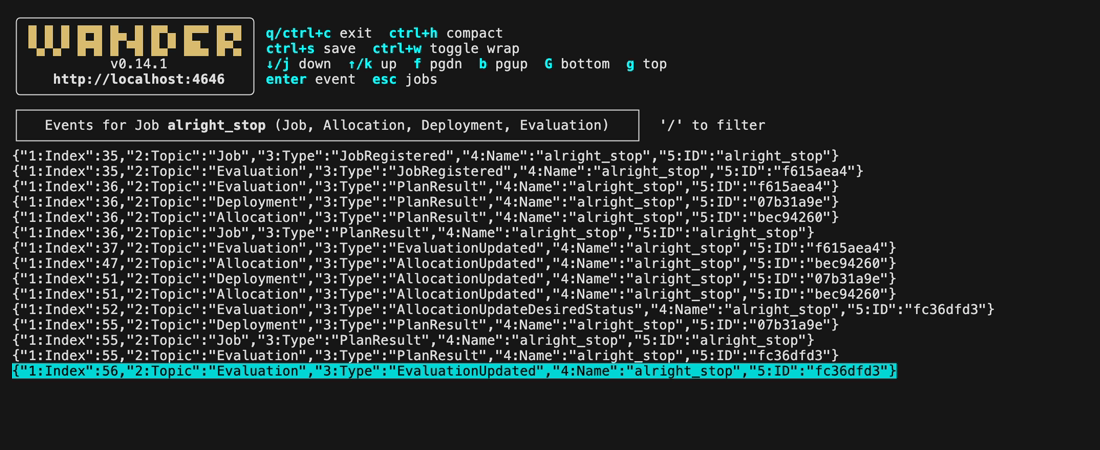 WANDER
v0.14.1
http://localhost:4646
q/ctrl+c exit  ctrl+h compact
ctrl+s save  ctrl+w toggle wrap
↓/j down  ↑/k up  f pgdn  b pgup  G bottom  g top
enter event  esc jobs
Events for Job alright_stop (Job, Allocation, Deployment, Evaluation)  '/' to filter
{"1:Index":35,"2:Topic":"Job","3:Type":"JobRegistered","4:Name":"alright_stop","5:ID":"alright_stop"}
{"1:Index":35,"2:Topic":"Evaluation","3:Type":"JobRegistered","4:Name":"alright_stop","5:ID":"f615aea4"}
{"1:Index":36,"2:Topic":"Evaluation","3:Type":"PlanResult","4:Name":"alright_stop","5:ID":"f615aea4"}
{"1:Index":36,"2:Topic":"Deployment","3:Type":"PlanResult","4:Name":"alright_stop","5:ID":"07b31a9e"}
{"1:Index":36,"2:Topic":"Allocation","3:Type":"PlanResult","4:Name":"alright_stop","5:ID":"bec94260"}
{"1:Index":36,"2:Topic":"Job","3:Type":"PlanResult","4:Name":"alright_stop","5:ID":"alright_stop"}
{"1:Index":37,"2:Topic":"Evaluation","3:Type":"EvaluationUpdated","4:Name":"alright_stop","5:ID":"f615aea4"}
{"1:Index":47,"2:Topic":"Allocation","3:Type":"AllocationUpdated","4:Name":"alright_stop","5:ID":"bec94260"}
{"1:Index":51,"2:Topic":"Deployment","3:Type":"AllocationUpdated","4:Name":"alright_stop","5:ID":"07b31a9e"}
{"1:Index":51,"2:Topic":"Allocation","3:Type":"AllocationUpdated","4:Name":"alright_stop","5:ID":"bec94260"}
{"1:Index":52,"2:Topic":"Evaluation","3:Type":"AllocationUpdateDesiredStatus","4:Name":"alright_stop","5:ID":"fc36dfd3"}
{"1:Index":55,"2:Topic":"Deployment","3:Type":"PlanResult","4:Name":"alright_stop","5:ID":"07b31a9e"}
{"1:Index":55,"2:Topic":"Job","3:Type":"PlanResult","4:Name":"alright_stop","5:ID":"alright_stop"}
{"1:Index":55,"2:Topic":"Evaluation","3:Type":"PlanResult","4:Name":"alright_stop","5:ID":"fc36dfd3"}
{"1:Index":56,"2:Topic":"Evaluation","3:Type":"EvaluationUpdated","4:Name":"alright_stop","5:ID":"fc36dfd3"}